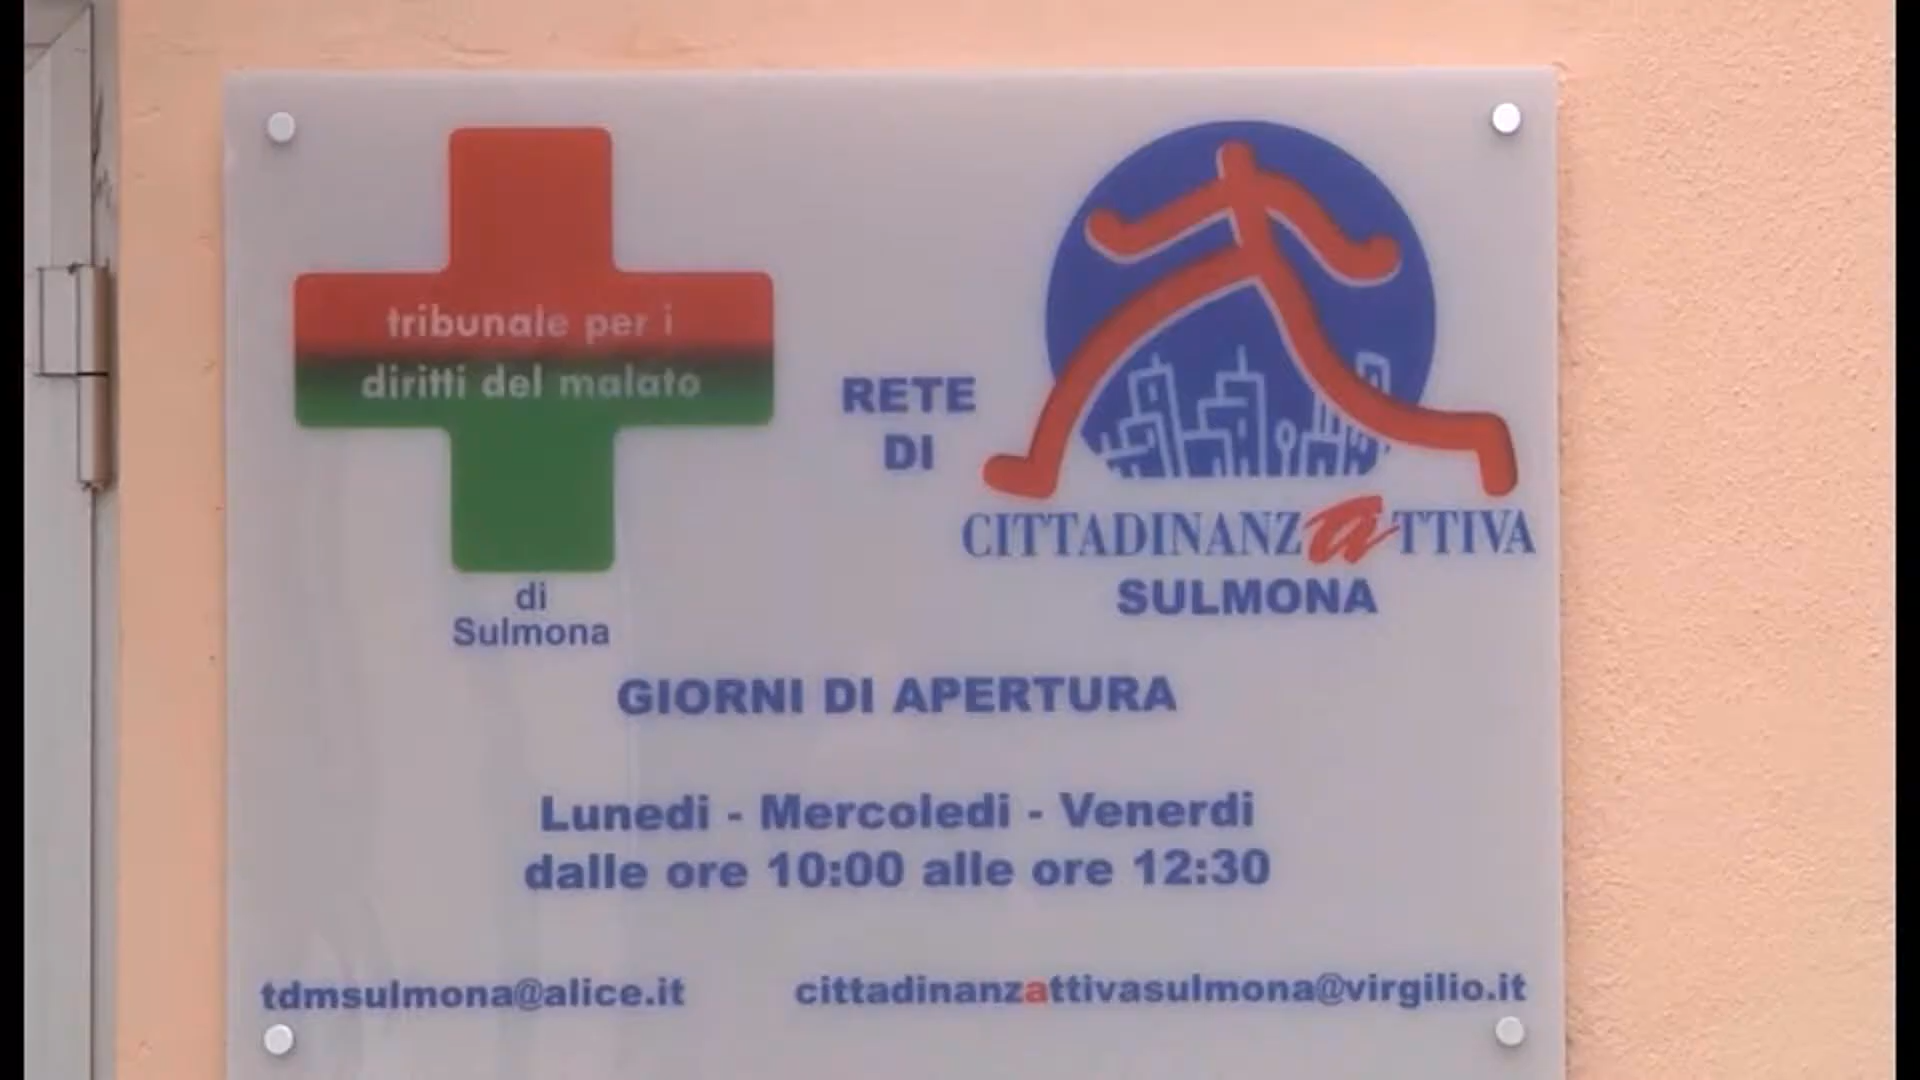 tribunale per i
diritti del malato
di
Sulmona
RETE
DI
CITTADINANZaTTIVA
SULMONA
GIORNI DI APERTURA
Lunedi - Mercoledi - Venerdi
dalle ore 10:00 alle ore 12:30
tdmsulmona@alice.it
cittadinanzattivasulmona@virgilio.it